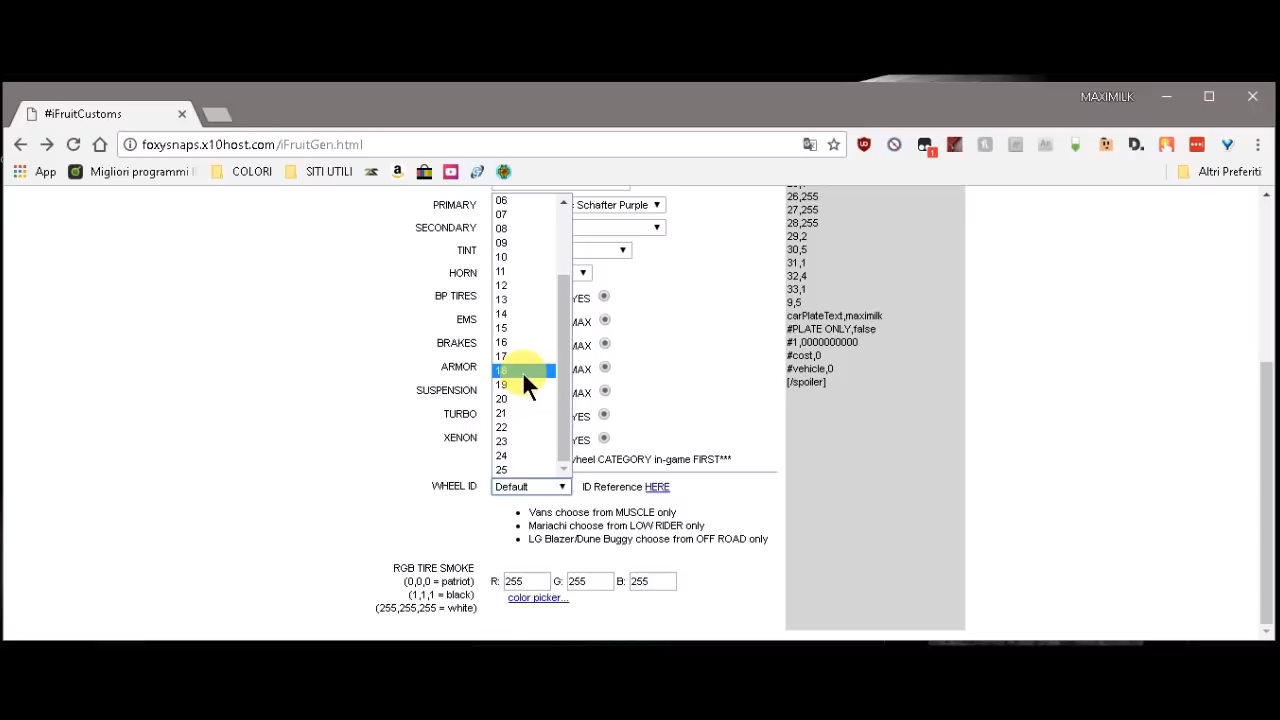 MAXIMILK
#iFruitCustoms
foxysnaps.x10host.com/iFruitGen.html
1
D.
App
Migliori programmi
COLORI
SITI UTILI
a
Altri Preferiti
06
26,255
PRIMARY
Schafter Purple
07
27,255
08
28,255
SECONDARY
09
29,2
TINT
10
30,5
HORN
11
31,1
12
32,4
BP TIRES
13
YES
33,1
9,5
EMS
14
MAX
carPlateText,maximilk
15
#PLATE ONLY,false
BRAKES
16
MAX
#1,0000000000
17
#cost,0
ARMOR
18
MAX
#vehicle,0
19
[/spoiler]
SUSPENSION
20
MAX
TURBO
21
YES
22
XENON
23
YES
24
wheel CATEGORY in-game FIRST***
25
WHEEL ID
Default
ID Reference HERE
• Vans choose from MUSCLE only
• Mariachi choose from LOW RIDER only
• LG Blazer/Dune Buggy choose from OFF ROAD only
RGB TIRE SMOKE
(0,0,0 = patriot)
R: 255 G: 255 B: 255
(1,1,1 = black)
color picker...
(255,255,255 = white)